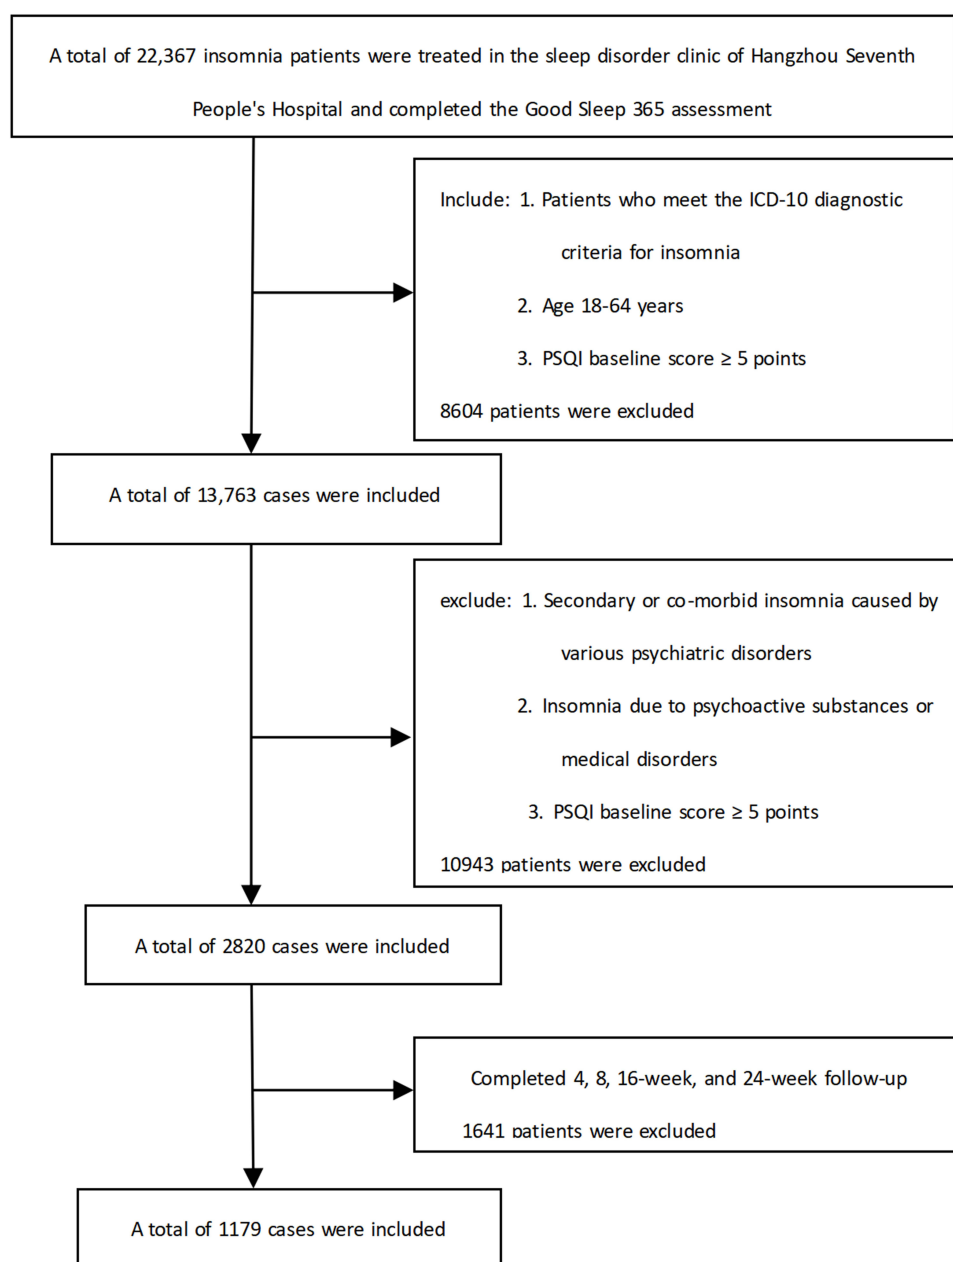 A total of 22,367 insomnia patients were treated in the sleep disorder clinic of Hangzhou Seventh
People's Hospital and completed the Good Sleep 365 assessment
Include: 1. Patients who meet the ICD-10 diagnostic
criteria for insomnia
2. Age 18-64 years
3. PSQI baseline score ≥ 5 points
8604 patients were excluded
A total of 13,763 cases were included
exclude: 1. Secondary or co-morbid insomnia caused by
various psychiatric disorders
2. Insomnia due to psychoactive substances or
medical disorders
3. PSQI baseline score ≥ 5 points
10943 patients were excluded
A total of 2820 cases were included
Completed 4, 8, 16-week, and 24-week follow-up
1641 patients were excluded
A total of 1179 cases were included